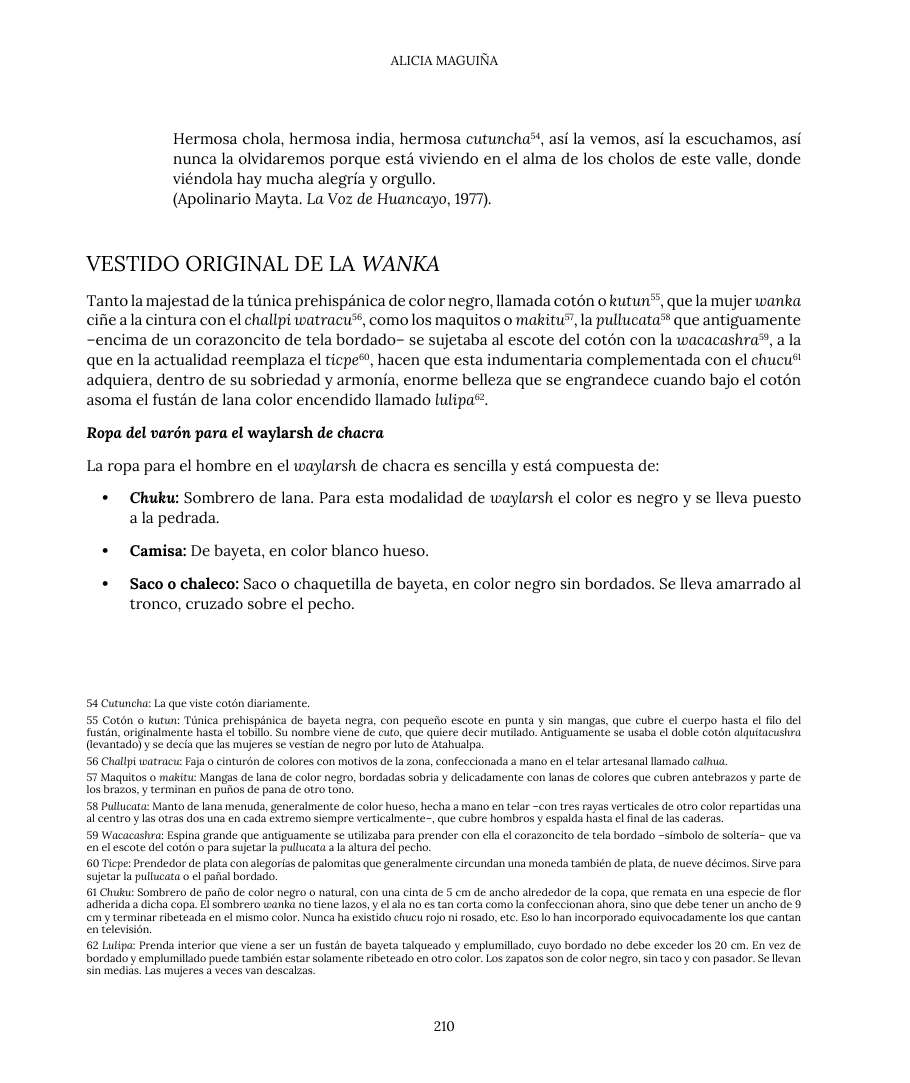 ALICIA MAGUIÑA
Hermosa chola, hermosa india, hermosa cutuncha54, así la vemos, así la escuchamos, así
nunca la olvidaremos porque está viviendo en el alma de los cholos de este valle, donde
viéndola hay mucha alegría y orgullo.
(Apolinario Mayta. La Voz de Huancayo, 1977).
VESTIDO ORIGINAL DE LA WANKA
Tanto la majestad de la túnica prehispánica de color negro, llamada cotón o kutun55, que la mujer wanka
ciñe a la cintura con el challpi watracu56, como los maquitos o makitu57, la pullucata58 que antiguamente
–encima de un corazoncito de tela bordado– se sujetaba al escote del cotón con la wacacashra59, a la
que en la actualidad reemplaza el ticpe60, hacen que esta indumentaria complementada con el chucu61
adquiera, dentro de su sobriedad y armonía, enorme belleza que se engrandece cuando bajo el cotón
asoma el fustán de lana color encendido llamado lulipa62.
Ropa del varón para el waylarsh de chacra
La ropa para el hombre en el waylarsh de chacra es sencilla y está compuesta de:
• Chuku: Sombrero de lana. Para esta modalidad de waylarsh el color es negro y se lleva puesto
a la pedrada.
• Camisa: De bayeta, en color blanco hueso.
• Saco o chaleco: Saco o chaquetilla de bayeta, en color negro sin bordados. Se lleva amarrado al
tronco, cruzado sobre el pecho.
54 Cutuncha: La que viste cotón diariamente.
55 Cotón o kutun: Túnica prehispánica de bayeta negra, con pequeño escote en punta y sin mangas, que cubre el cuerpo hasta el filo del
fustán, originalmente hasta el tobillo. Su nombre viene de cuto, que quiere decir mutilado. Antiguamente se usaba el doble cotón alquitacushra
(levantado) y se decía que las mujeres se vestían de negro por luto de Atahualpa.
56 Challpi watracu: Faja o cinturón de colores con motivos de la zona, confeccionada a mano en el telar artesanal llamado calhua.
57 Maquitos o makitu: Mangas de lana de color negro, bordadas sobria y delicadamente con lanas de colores que cubren antebrazos y parte de
los brazos, y terminan en puños de pana de otro tono.
58 Pullucata: Manto de lana menuda, generalmente de color hueso, hecha a mano en telar –con tres rayas verticales de otro color repartidas una
al centro y las otras dos una en cada extremo siempre verticalmente–, que cubre hombros y espalda hasta el final de las caderas.
59 Wacacashra: Espina grande que antiguamente se utilizaba para prender con ella el corazoncito de tela bordado –símbolo de soltería– que va
en el escote del cotón o para sujetar la pullucata a la altura del pecho.
60 Ticpe: Prendedor de plata con alegorías de palomitas que generalmente circundan una moneda también de plata, de nueve décimos. Sirve para
sujetar la pullucata o el pañal bordado.
61 Chuku: Sombrero de paño de color negro o natural, con una cinta de 5 cm de ancho alrededor de la copa, que remata en una especie de flor
adherida a dicha copa. El sombrero wanka no tiene lazos, y el ala no es tan corta como la confeccionan ahora, sino que debe tener un ancho de 9
cm y terminar ribeteada en el mismo color. Nunca ha existido chucu rojo ni rosado, etc. Eso lo han incorporado equivocadamente los que cantan
en televisión.
62 Lulipa: Prenda interior que viene a ser un fustán de bayeta talqueado y emplumillado, cuyo bordado no debe exceder los 20 cm. En vez de
bordado y emplumillado puede también estar solamente ribeteado en otro color. Los zapatos son de color negro, sin taco y con pasador. Se llevan
sin medias. Las mujeres a veces van descalzas.
210